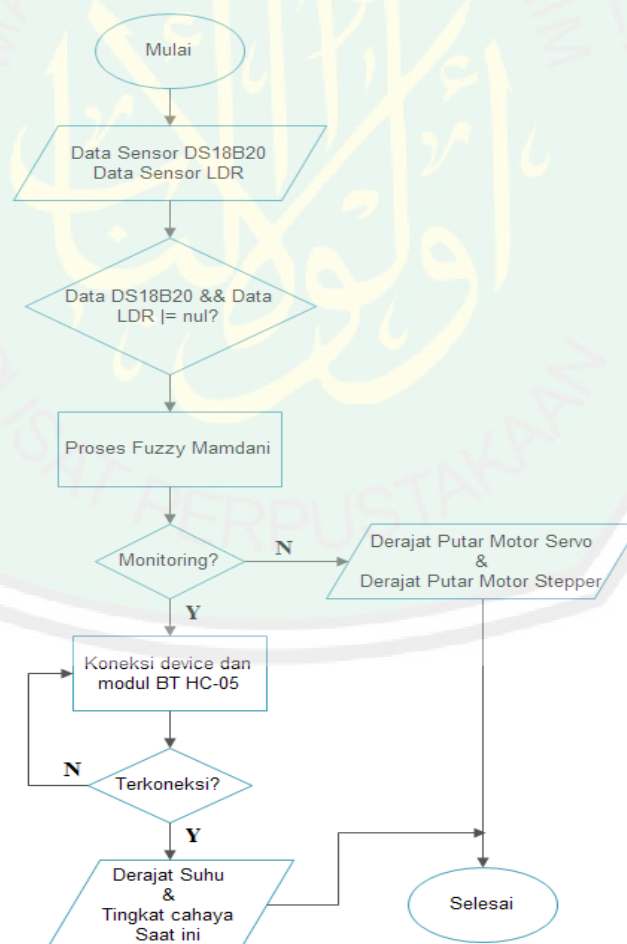 Mulai
Data Sensor DS18B20
Data Sensor LDR
Data DS18B20 && Data
LDR |= nul?
Proses Fuzzy Mamdani
Monitoring?
N
Derajat Putar Motor Servo
&
Derajat Putar Motor Stepper
Y
Koneksi device dan
modul BT HC-05
N
Terkoneksi?
Y
Derajat Suhu
&
Tingkat cahaya
Saat ini
Selesai
PERPUSTAKAAN